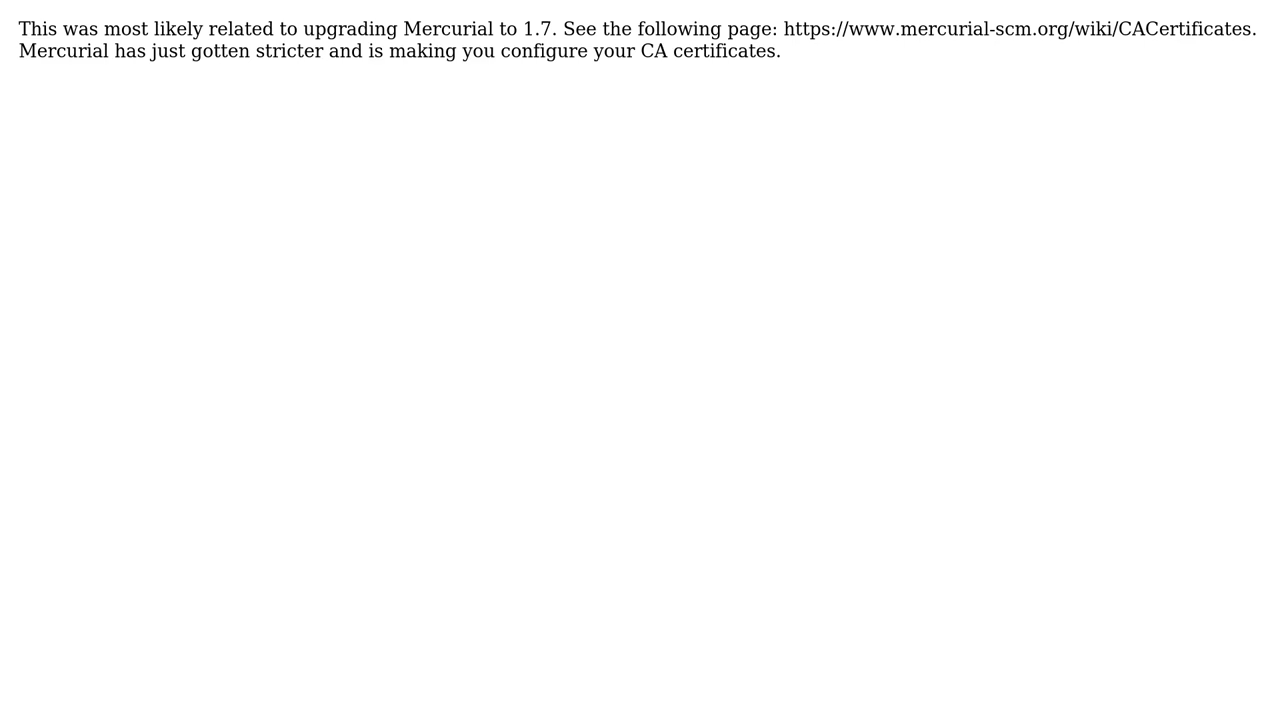 This was most likely related to upgrading Mercurial to 1.7. See the following page: https://www.mercurial-scm.org/wiki/CACertificates.
Mercurial has just gotten stricter and is making you configure your CA certificates.